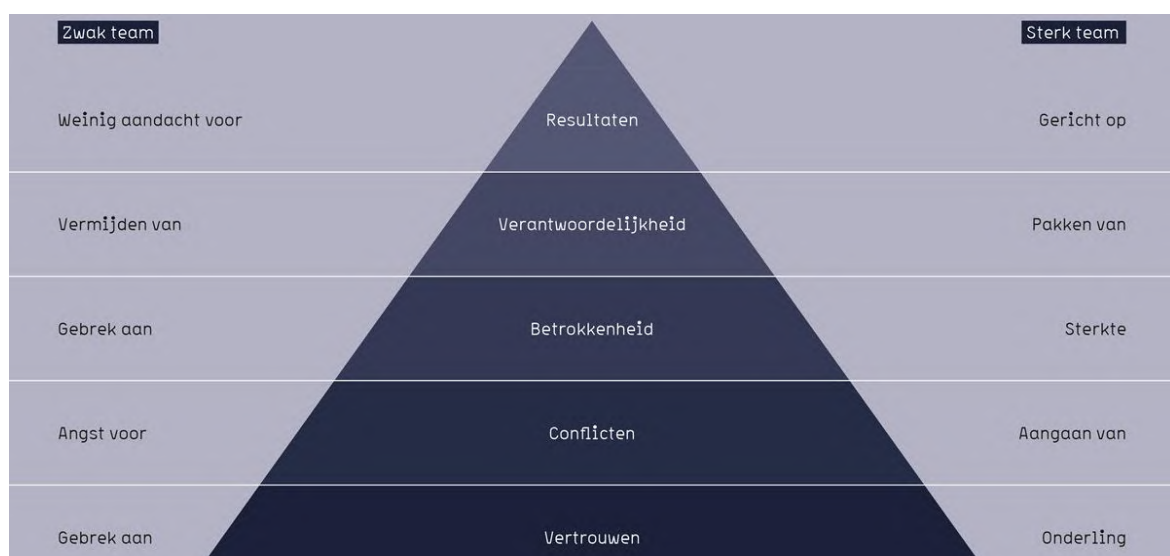 Zwak team Sterk team
Weinig aandacht voor Resultaten Gericht op
Vermijden van Verantwoordelijkheid Pakken van
Gebrek aan Betrokkenheid Sterkte
Angst voor Conflicten Aangaan van
Gebrek aan Vertrouwen Onderling